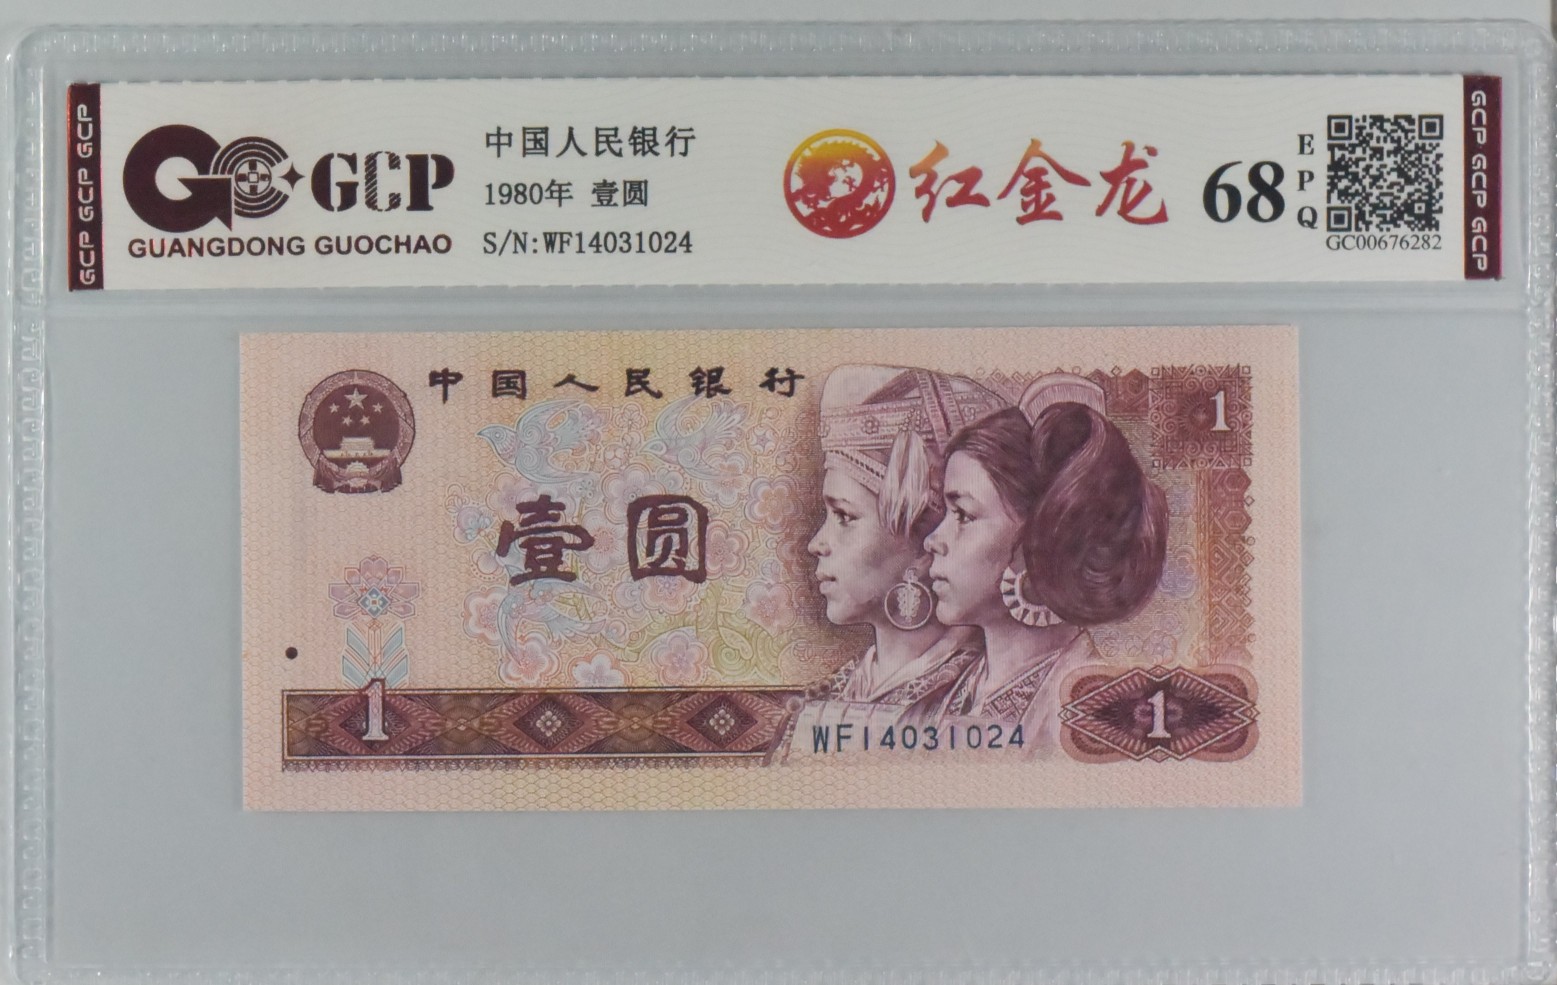 GCP GCP GCP
GCP
GUANGDONG GUOCHAO
中国人民银行
1980年 壹圆
S/N:WF14031024
红金龙
68
EPQ
GC00676282
GCP GCP GCP
中国人民银行
1
壹圆
1
WF14031024
1